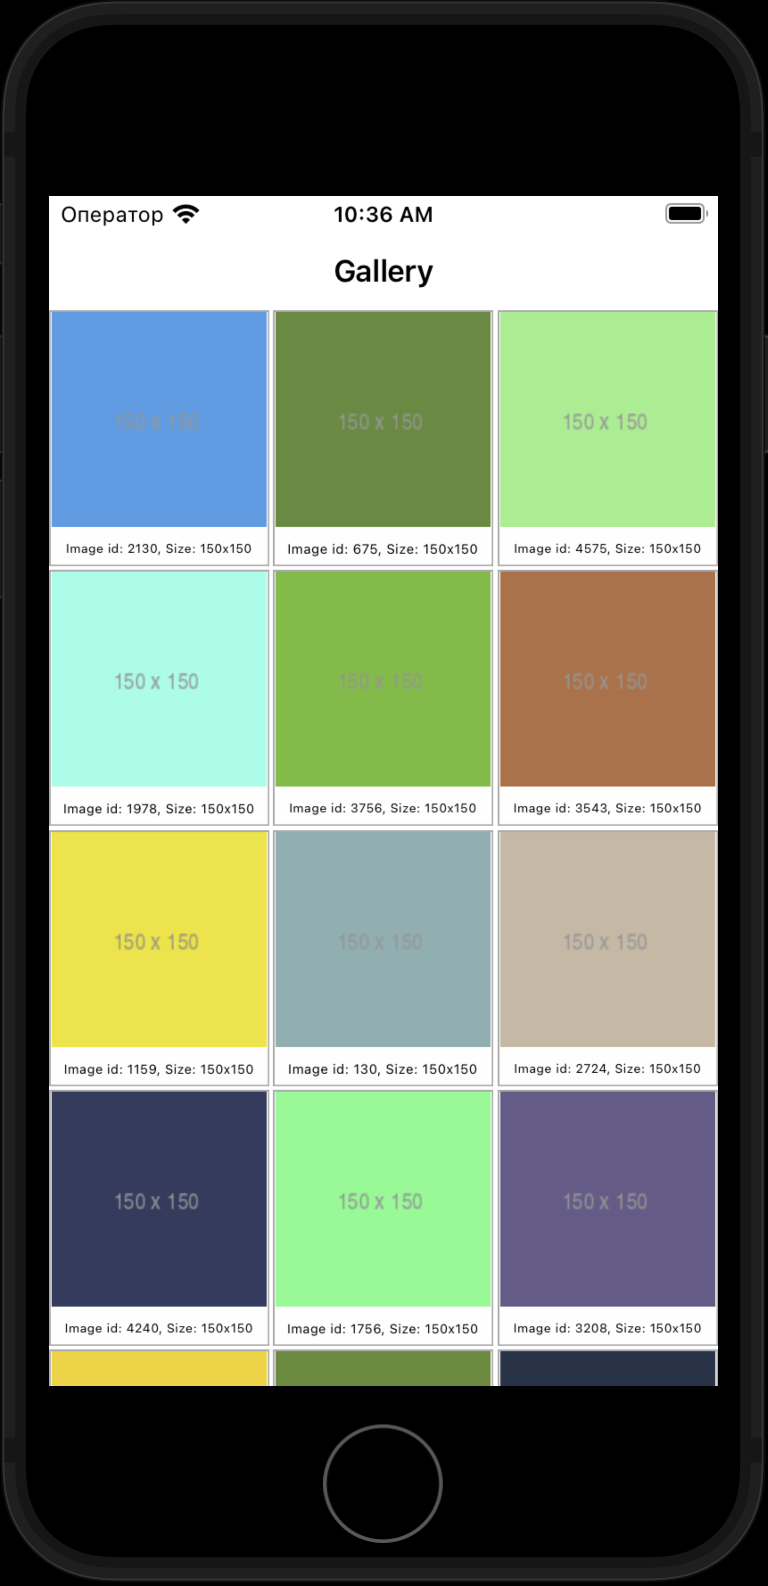 Оператор 10:36 AM
Gallery
150 x 150 150 x 150 150 x 150
Image id: 2130, Size: 150x150 Image id: 675, Size: 150x150 Image id: 4575, Size: 150x150
150 x 150 150 x 150 150 x 150
Image id: 1978, Size: 150x150 Image id: 3756, Size: 150x150 Image id: 3543, Size: 150x150
150 x 150 150 x 150 150 x 150
Image id: 1159, Size: 150x150 Image id: 130, Size: 150x150 Image id: 2724, Size: 150x150
150 x 150 150 x 150 150 x 150
Image id: 4240, Size: 150x150 Image id: 1756, Size: 150x150 Image id: 3208, Size: 150x150